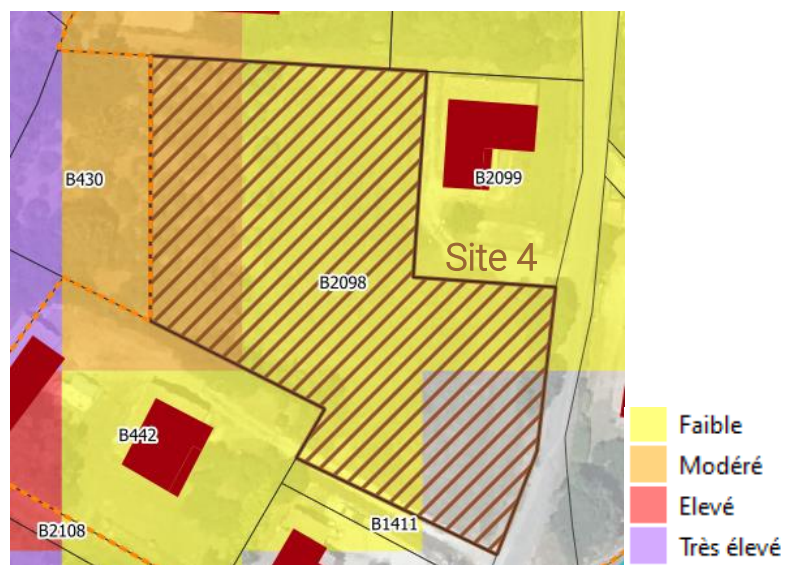 B430
B2099
Site 4
B2098
B442
B1411
B2108
Faible
Modéré
Elevé
Très élevé